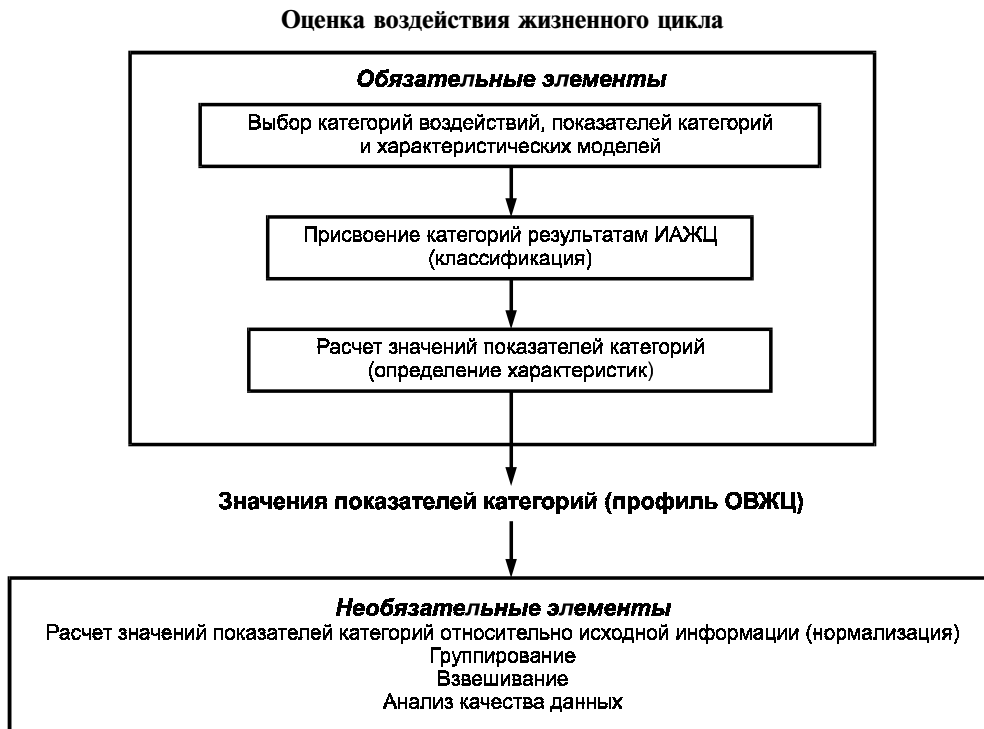 Оценка воздействия жизненного цикла
Обязательные элементы
Выбор категорий воздействий, показателей категорий
и характеристических моделей
Присвоение категорий результатам ИАЖЦ
(классификация)
Расчет значений показателей категорий
(определение характеристик)
Значения показателей категорий (профиль ОВЖЦ)
Необязательные элементы
Расчет значений показателей категорий относительно исходной информации (нормализация)
Группирование
Взвешивание
Анализ качества данных